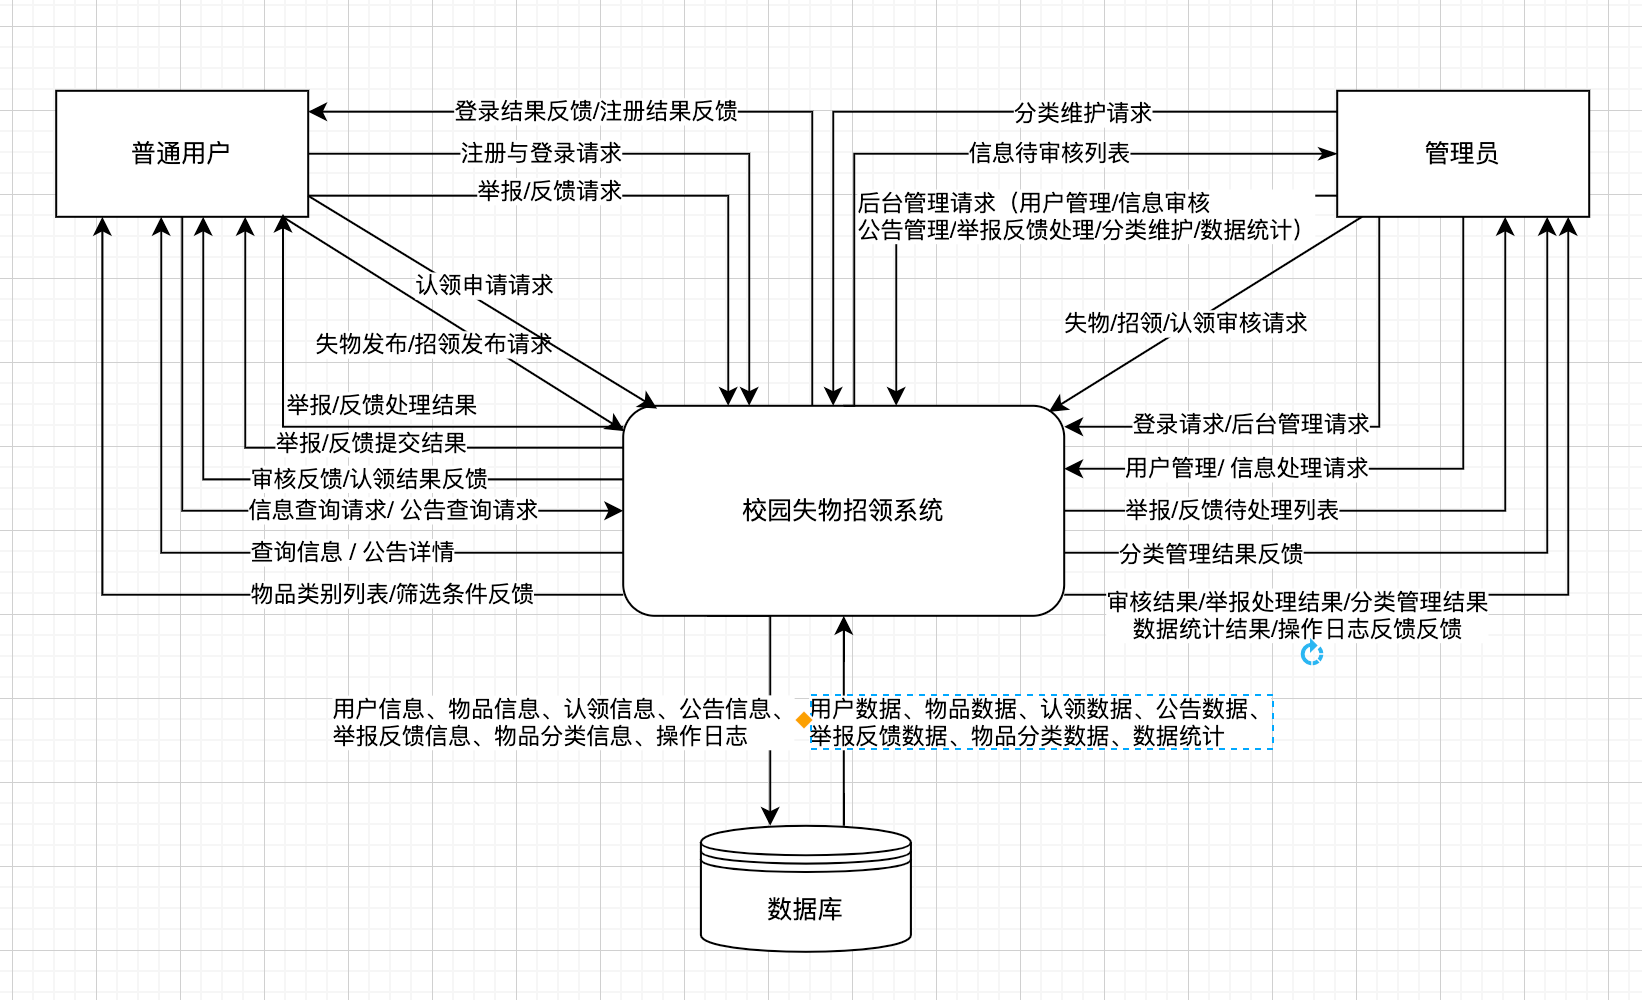 普通用户
管理员
登录结果反馈/注册结果反馈
注册与登录请求
举报/反馈请求
分类维护请求
信息待审核列表
后台管理请求（用户管理/信息审核
公告管理/举报反馈处理/分类维护/数据统计）
认领申请请求
失物发布/招领发布请求
失物/招领/认领审核请求
举报/反馈处理结果
举报/反馈提交结果
审核反馈/认领结果反馈
信息查询请求/ 公告查询请求
查询信息 / 公告详情
物品类别列表/筛选条件反馈
校园失物招领系统
登录请求/后台管理请求
用户管理/ 信息处理请求
举报/反馈待处理列表
分类管理结果反馈
审核结果/举报处理结果/分类管理结果
数据统计结果/操作日志反馈反馈
用户信息、物品信息、认领信息、公告信息、
举报反馈信息、物品分类信息、操作日志
用户数据、物品数据、认领数据、公告数据、
举报反馈数据、物品分类数据、数据统计
数据库